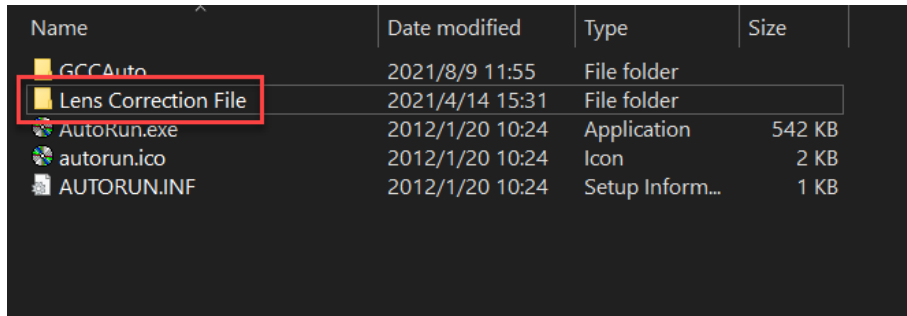 Name Date modified Type Size
GCCAuto 2021/8/9 11:55 File folder
Lens Correction File 2021/4/14 15:31 File folder
AutoRun.exe 2012/1/20 10:24 Application 542 KB
autorun.ico 2012/1/20 10:24 Icon 2 KB
AUTORUN.INF 2012/1/20 10:24 Setup Inform... 1 KB